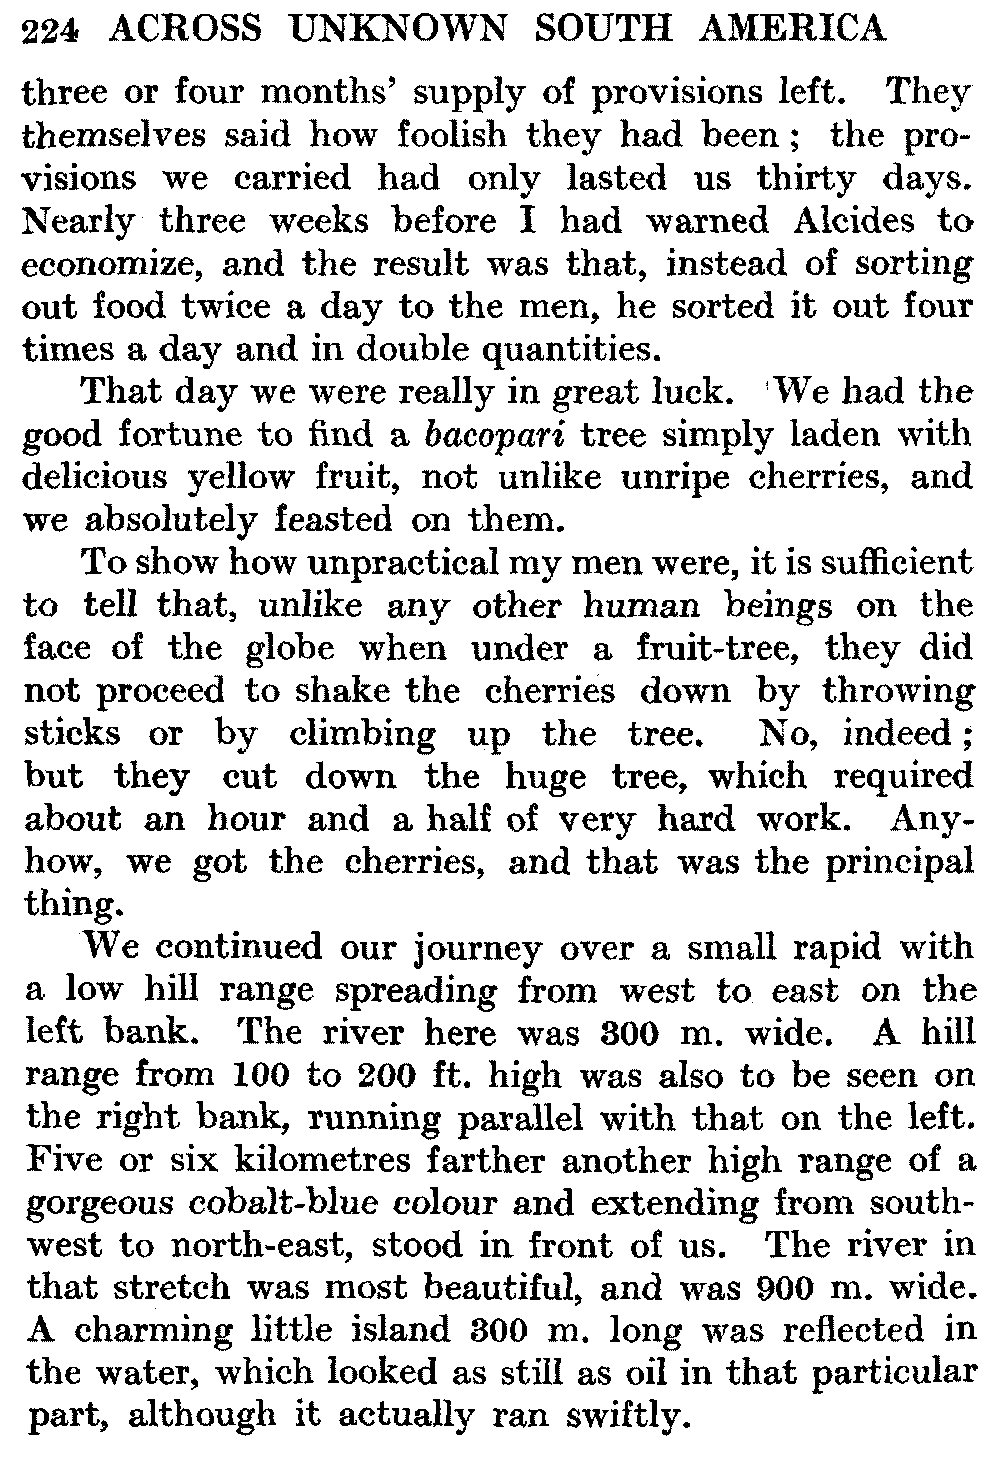 224 ACROSS UNKNOWN SOUTH AMERICA
three or four months' supply of provisions left. They
themselves said how foolish they had been; the pro-
visions we carried had only lasted us thirty days.
Nearly three weeks before I had warned Alcides to
economize, and the result was that, instead of sorting
out food twice a day to the men, he sorted it out four
times a day and in double quantities.
That day we were really in great luck. We had the
good fortune to find a bacopari tree simply laden with
delicious yellow fruit, not unlike unripe cherries, and
we absolutely feasted on them.
To show how unpractical my men were, it is sufficient
to tell that, unlike any other human beings on the
face of the globe when under a fruit-tree, they did
not proceed to shake the cherries down by throwing
sticks or by climbing up the tree. No, indeed;
but they cut down the huge tree, which required
about an hour and a half of very hard work. Any-
how, we got the cherries, and that was the principal
thing.
We continued our journey over a small rapid with
a low hill range spreading from west to east on the
left bank. The river here was 300 m. wide. A hill
range from 100 to 200 ft. high was also to be seen on
the right bank, running parallel with that on the left.
Five or six kilometres farther another high range of a
gorgeous cobalt-blue colour and extending from south-
west to north-east, stood in front of us. The river in
that stretch was most beautiful, and was 900 m. wide.
A charming little island 300 m. long was reflected in
the water, which looked as still as oil in that particular
part, although it actually ran swiftly.